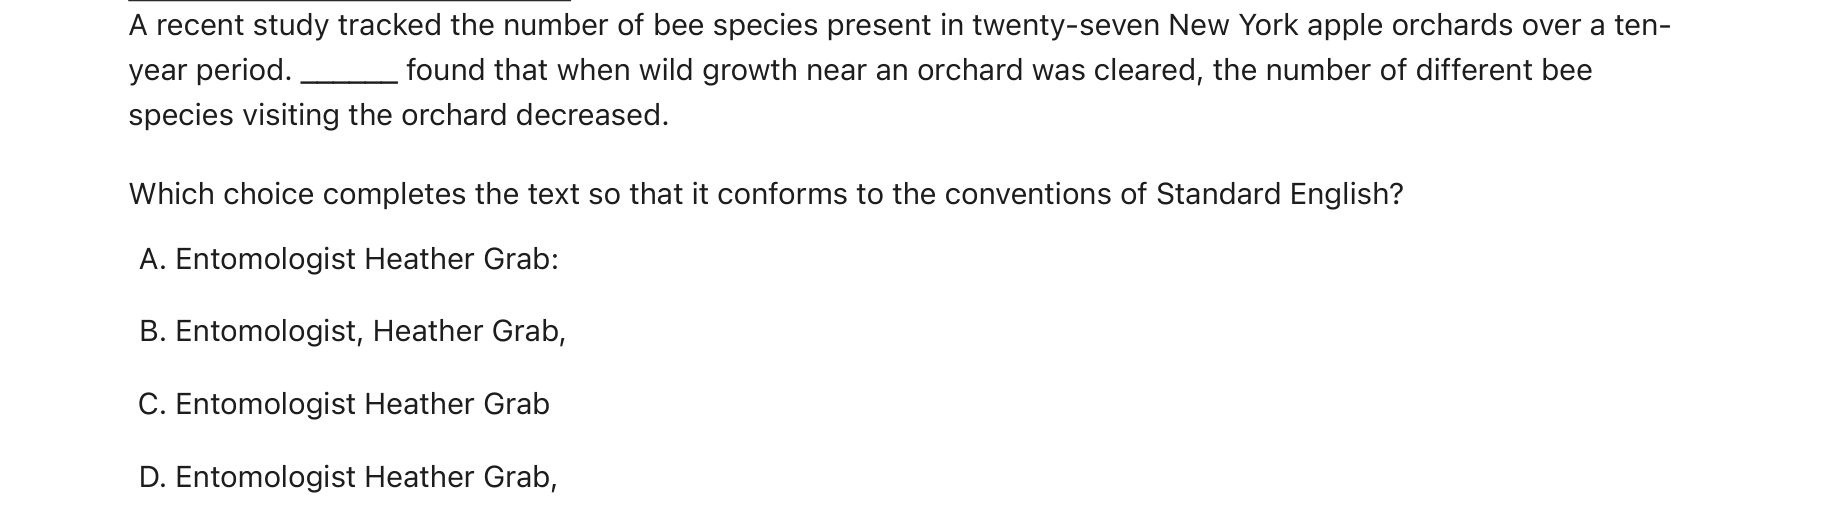 A recent study tracked the number of bee species present in twenty-seven New York apple orchards over a ten-
year period. ______ found that when wild growth near an orchard was cleared, the number of different bee
species visiting the orchard decreased.
Which choice completes the text so that it conforms to the conventions of Standard English?
A. Entomologist Heather Grab:
B. Entomologist, Heather Grab,
C. Entomologist Heather Grab
D. Entomologist Heather Grab,